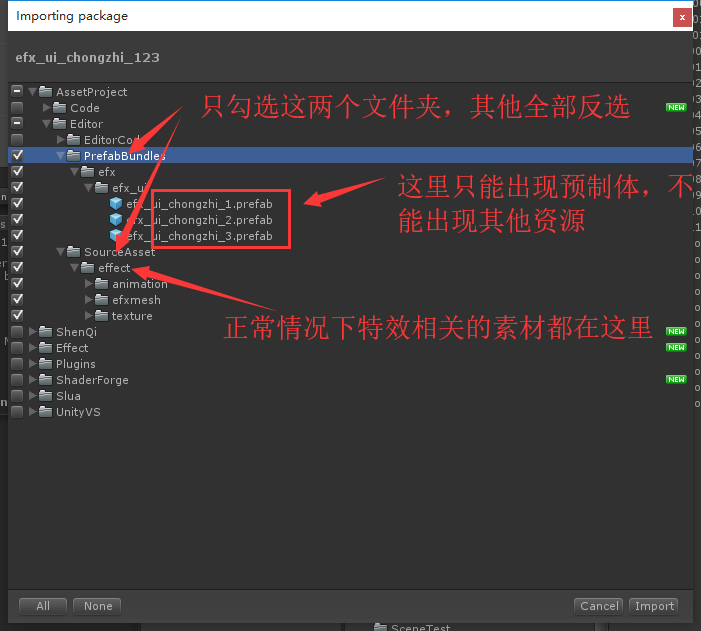 Importing package
x
efx_ui_chongzhi_123
AssetProject
Code
NEW
只勾选这两个文件夹，其他全部反选
Editor
EditorCod
PrefabBundles
efx
efx_ui
这里只能出现预制体，不
能出现其他资源
efx_ui_chongzhi_1.prefab
efx_ui_chongzhi_2.prefab
efx_ui_chongzhi_3.prefab
SourceAsset
effect
animation
efxmesh
texture
正常情况下特效相关的素材都在这里
ShenQi
NEW
Effect
NEW
Plugins
ShaderForge
NEW
Slua
UnityVS
All
None
Cancel
Import
SceneTest